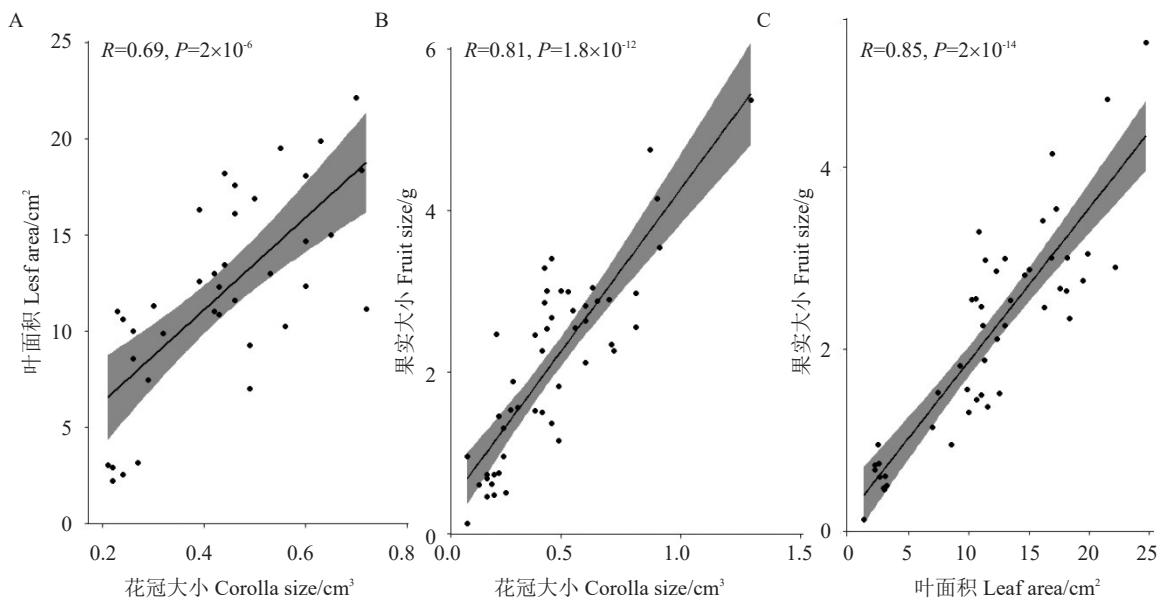 A
R=0.69, P=2×10⁻⁶
25
20
15
10
5
0
叶面积 Lesf area/cm²
0.2
0.4
0.6
0.8
花冠大小 Corolla size/cm³
B
R=0.81, P=1.8×10⁻¹²
6
4
2
0
果实大小 Fruit size/g
0.0
0.5
1.0
1.5
花冠大小 Corolla size/cm³
C
R=0.85, P=2×10⁻¹⁴
4
2
0
果实大小 Fruit size/g
0
5
10
15
20
25
叶面积 Leaf area/cm²